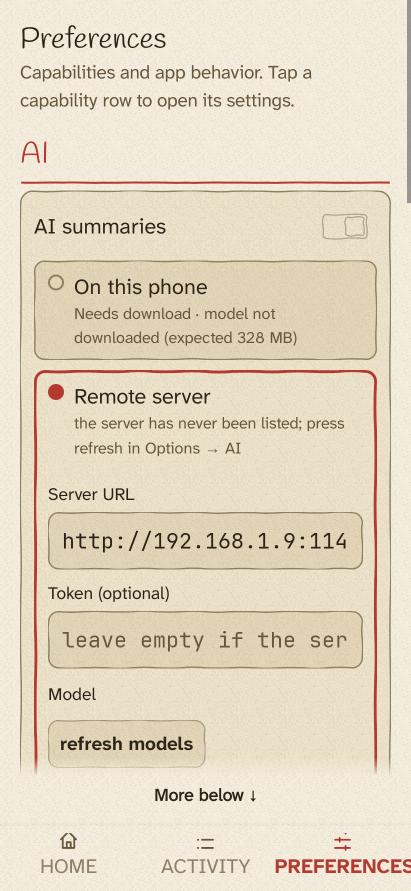 Preferences
Capabilities and app behavior. Tap a
capability row to open its settings.
AI
AI summaries
On this phone
Needs download · model not
downloaded (expected 328 MB)
Remote server
the server has never been listed; press
refresh in Options → AI
Server URL
http://192.168.1.9:114
Token (optional)
leave empty if the ser
Model
refresh models
More below ↓
HOME
ACTIVITY
PREFERENCES